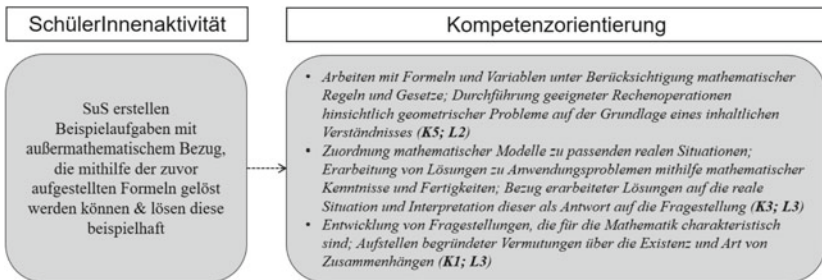 SchülerInnenaktivität
Kompetenzorientierung
SuS erstellen
Beispielaufgaben mit
außermathematischem Bezug,
die mithilfe der zuvor
aufgestellten Formeln gelöst
werden können & lösen diese
beispielhaft
• Arbeiten mit Formeln und Variablen unter Berücksichtigung mathematischer
Regeln und Gesetze; Durchführung geeigneter Rechenoperationen
hinsichtlich geometrischer Probleme auf der Grundlage eines inhaltlichen
Verständnisses (K5; L2)
• Zuordnung mathematischer Modelle zu passenden realen Situationen;
Erarbeitung von Lösungen zu Anwendungsproblemen mithilfe mathematischer
Kenntnisse und Fertigkeiten; Bezug erarbeiteter Lösungen auf die reale
Situation und Interpretation dieser als Antwort auf die Fragestellung (K3; L3)
• Entwicklung von Fragestellungen, die für die Mathematik charakteristisch
sind; Aufstellen begründeter Vermutungen über die Existenz und Art von
Zusammenhängen (K1; L3)